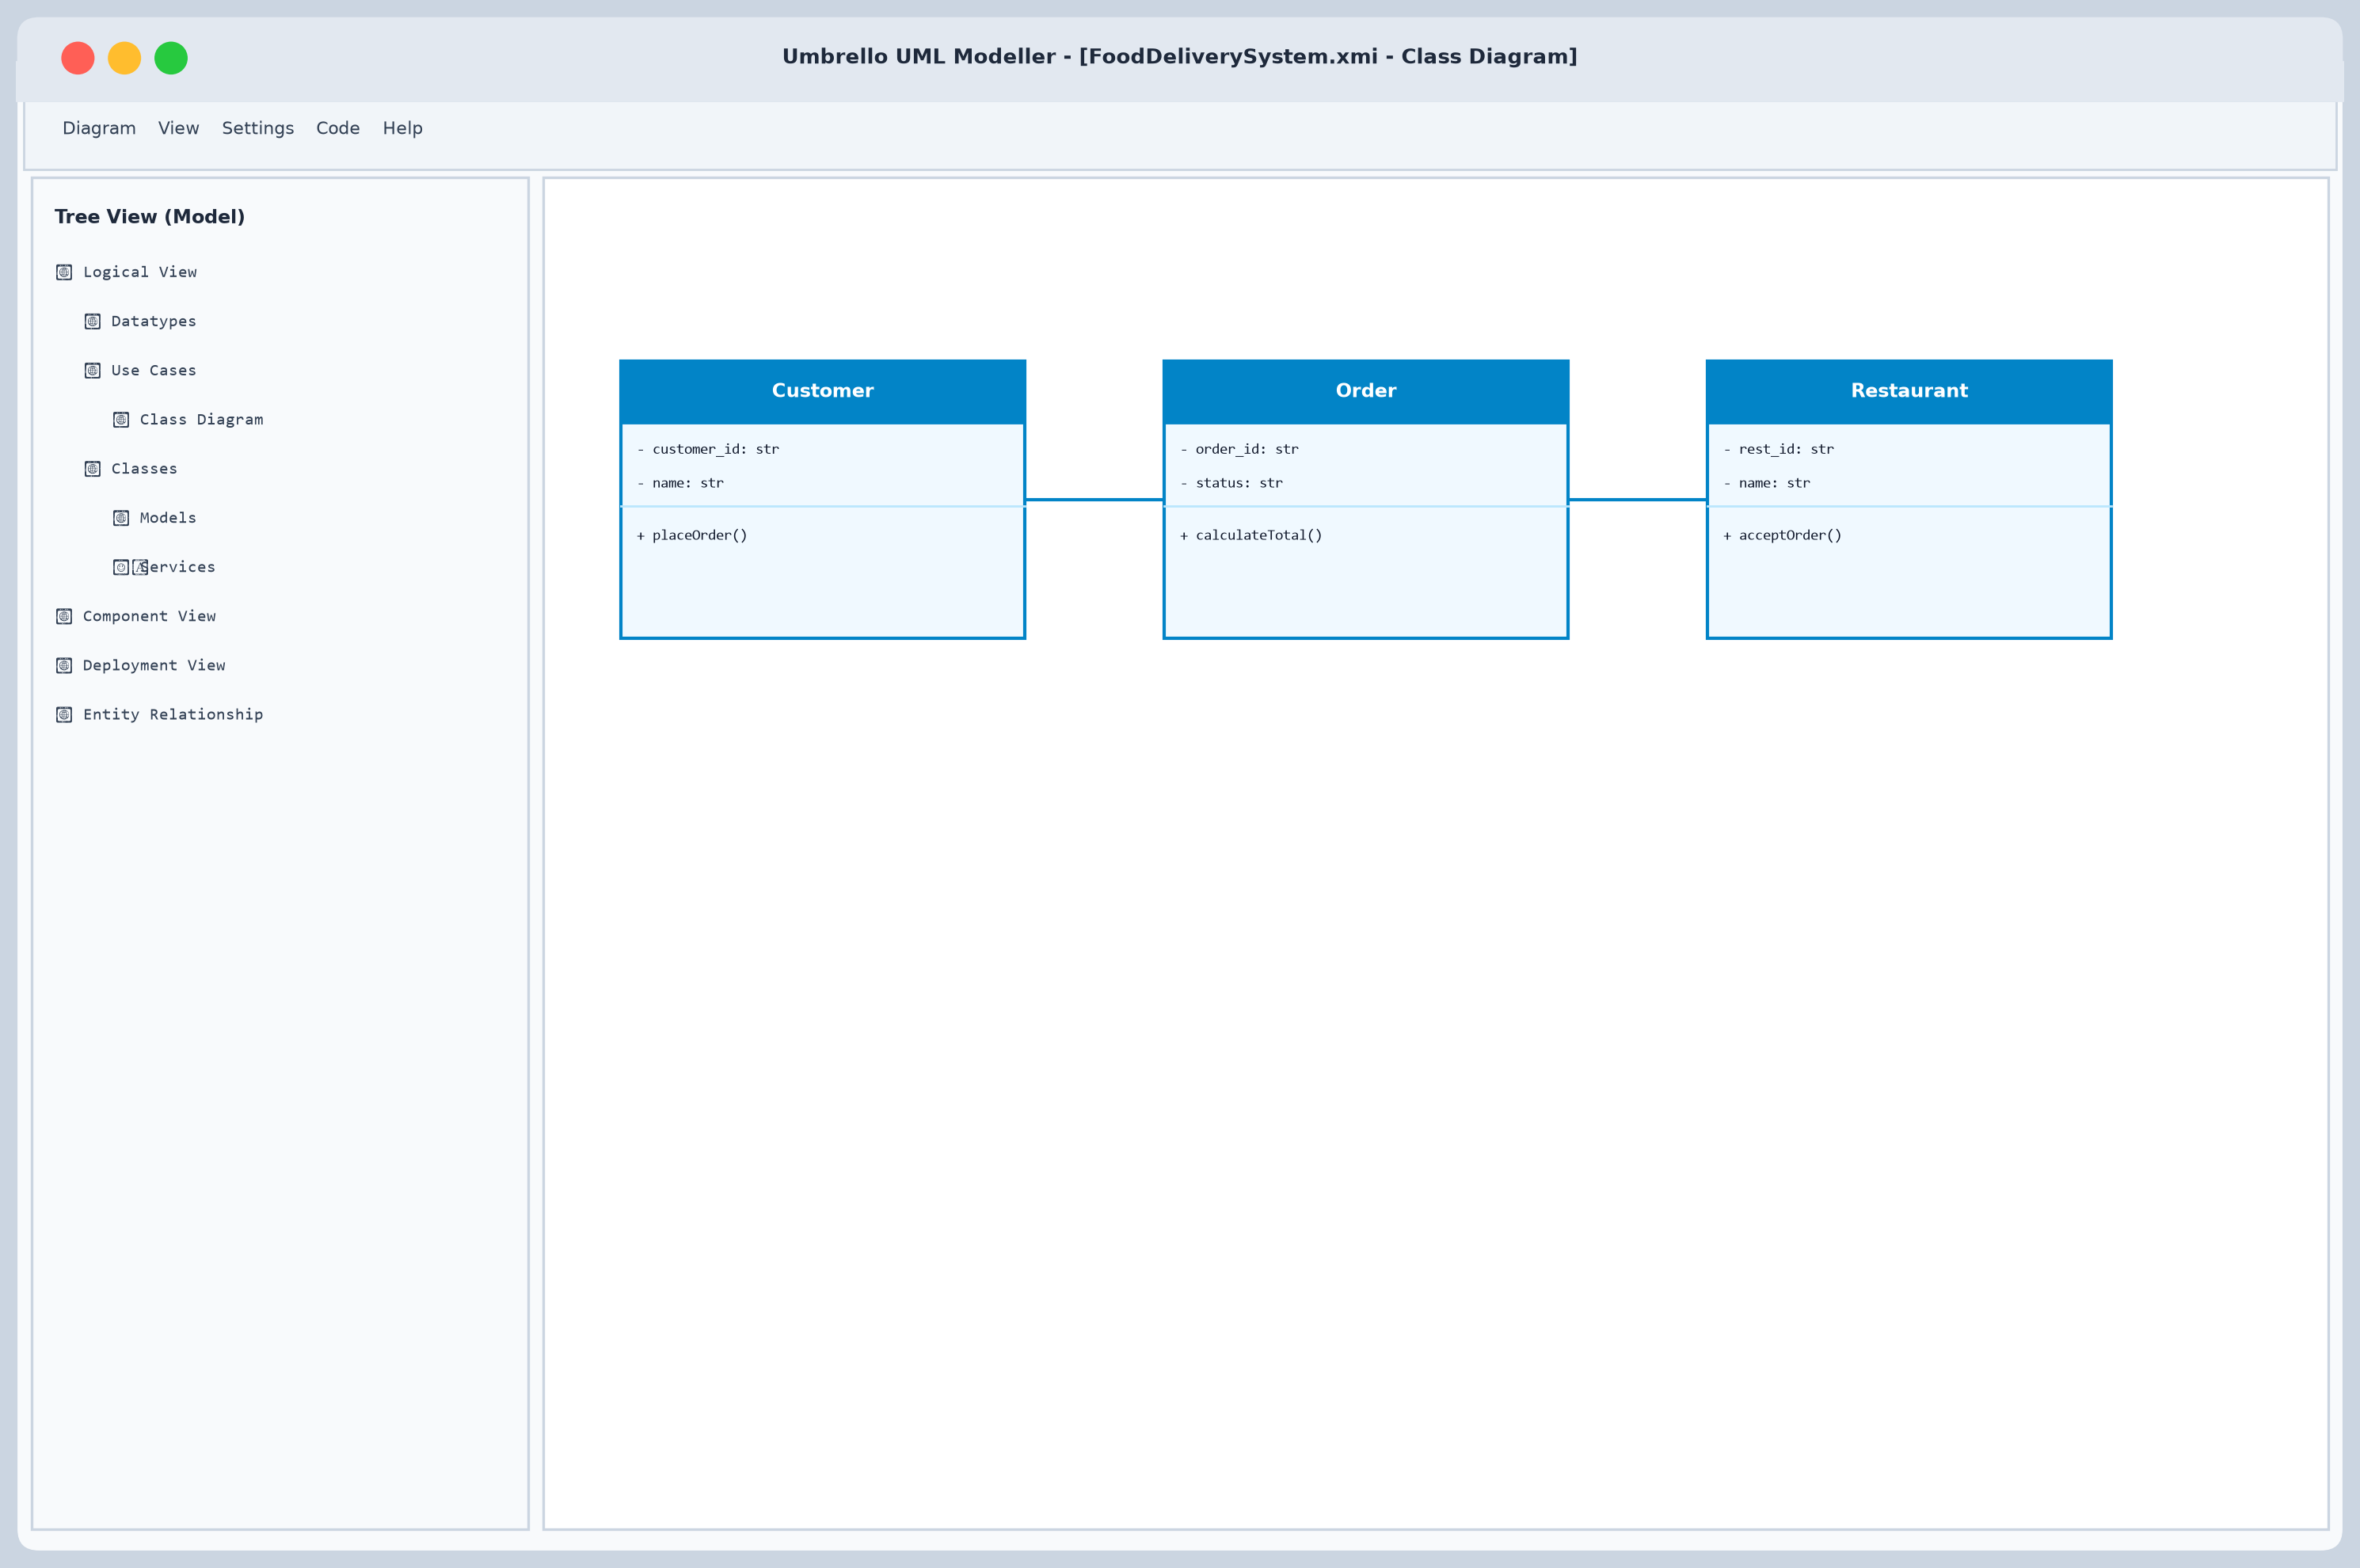 Umbrello UML Modeller - [FoodDeliverySystem.xmi - Class Diagram]
Diagram View Settings Code Help
Tree View (Model)
Logical View
Datatypes
Use Cases
Class Diagram
Classes
Models
Services
Component View
Deployment View
Entity Relationship
Customer
- customer_id: str
- name: str
+ placeOrder()
Order
- order_id: str
- status: str
+ calculateTotal()
Restaurant
- rest_id: str
- name: str
+ acceptOrder()